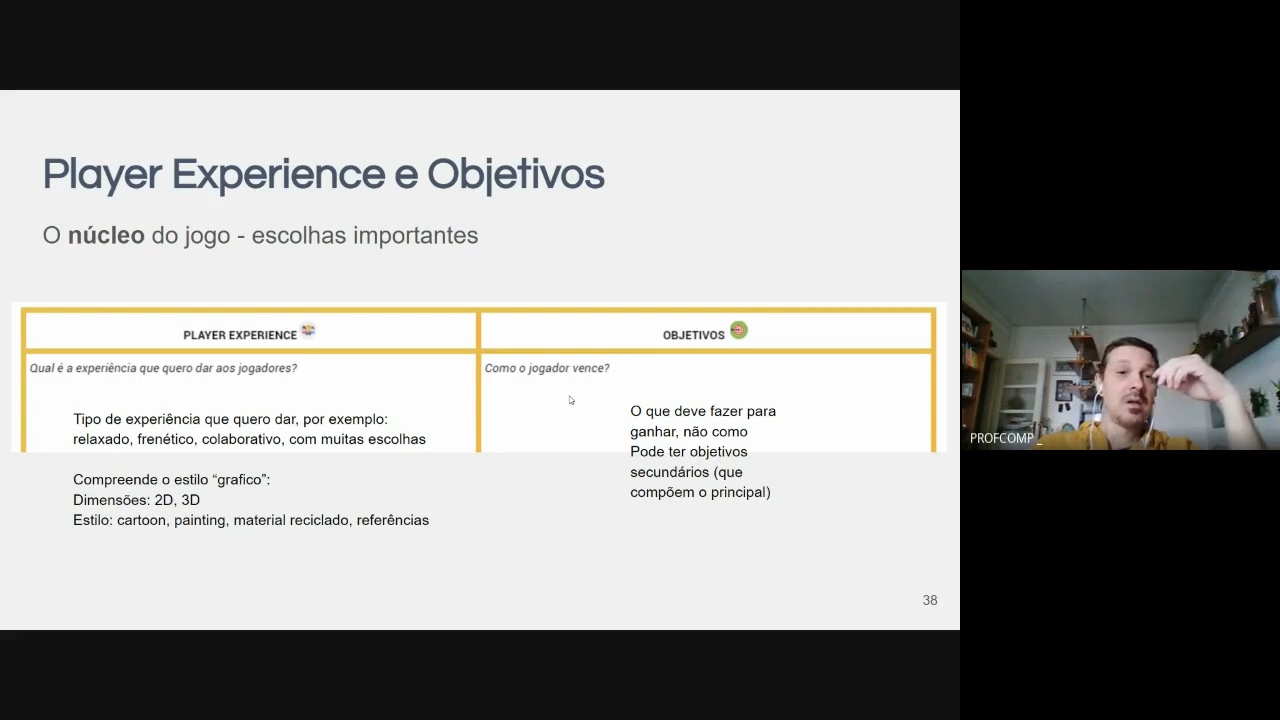 Player Experience e Objetivos
O núcleo do jogo - escolhas importantes
PLAYER EXPERIENCE
OBJETIVOS
Qual é a experiência que quero dar aos jogadores?
Como o jogador vence?
Tipo de experiência que quero dar, por exemplo:
relaxado, frenético, colaborativo, com muitas escolhas
Compreende o estilo “grafico”:
Dimensões: 2D, 3D
Estilo: cartoon, painting, material reciclado, referências
O que deve fazer para
ganhar, não como
Pode ter objetivos
secundários (que
compõem o principal)
38
PROFCOMP _